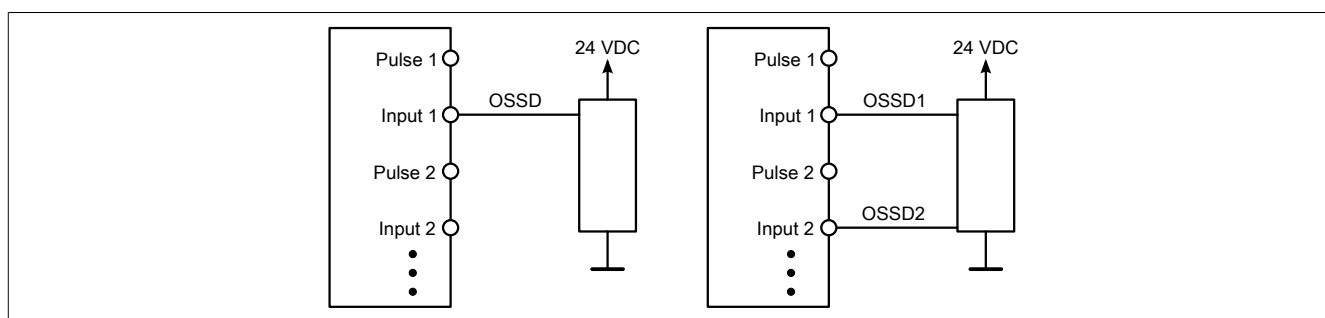 Pulse 1
24 VDC
OSSD
Input 1
Pulse 2
Input 2
Pulse 1
24 VDC
OSSD1
Input 1
Pulse 2
OSSD2
Input 2